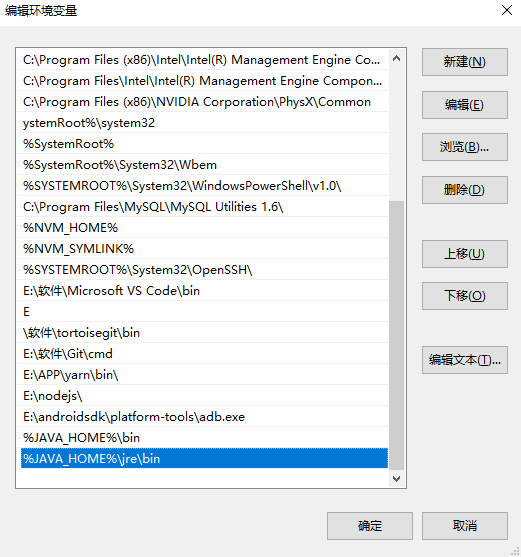 编辑环境变量
C:\Program Files (x86)\Intel\Intel(R) Management Engine Co...
C:\Program Files\Intel\Intel(R) Management Engine Compon...
C:\Program Files (x86)\NVIDIA Corporation\PhysX\Common
ystemRoot%\system32
%SystemRoot%
%SystemRoot%\System32\Wbem
%SYSTEMROOT%\System32\WindowsPowerShell\v1.0\
C:\Program Files\MySQL\MySQL Utilities 1.6\
%NVM_HOME%
%NVM_SYMLINK%
%SYSTEMROOT%\System32\OpenSSH\
E:\软件\Microsoft VS Code\bin
E
\软件\tortoisegit\bin
E:\软件\Git\cmd
E:\APP\yarn\bin\
E:\nodejs\
E:\androidsdk\platform-tools\adb.exe
%JAVA_HOME%\bin
%JAVA_HOME%\jre\bin
新建(N)
编辑(E)
浏览(B)...
删除(D)
上移(U)
下移(O)
编辑文本(T)...
确定
取消